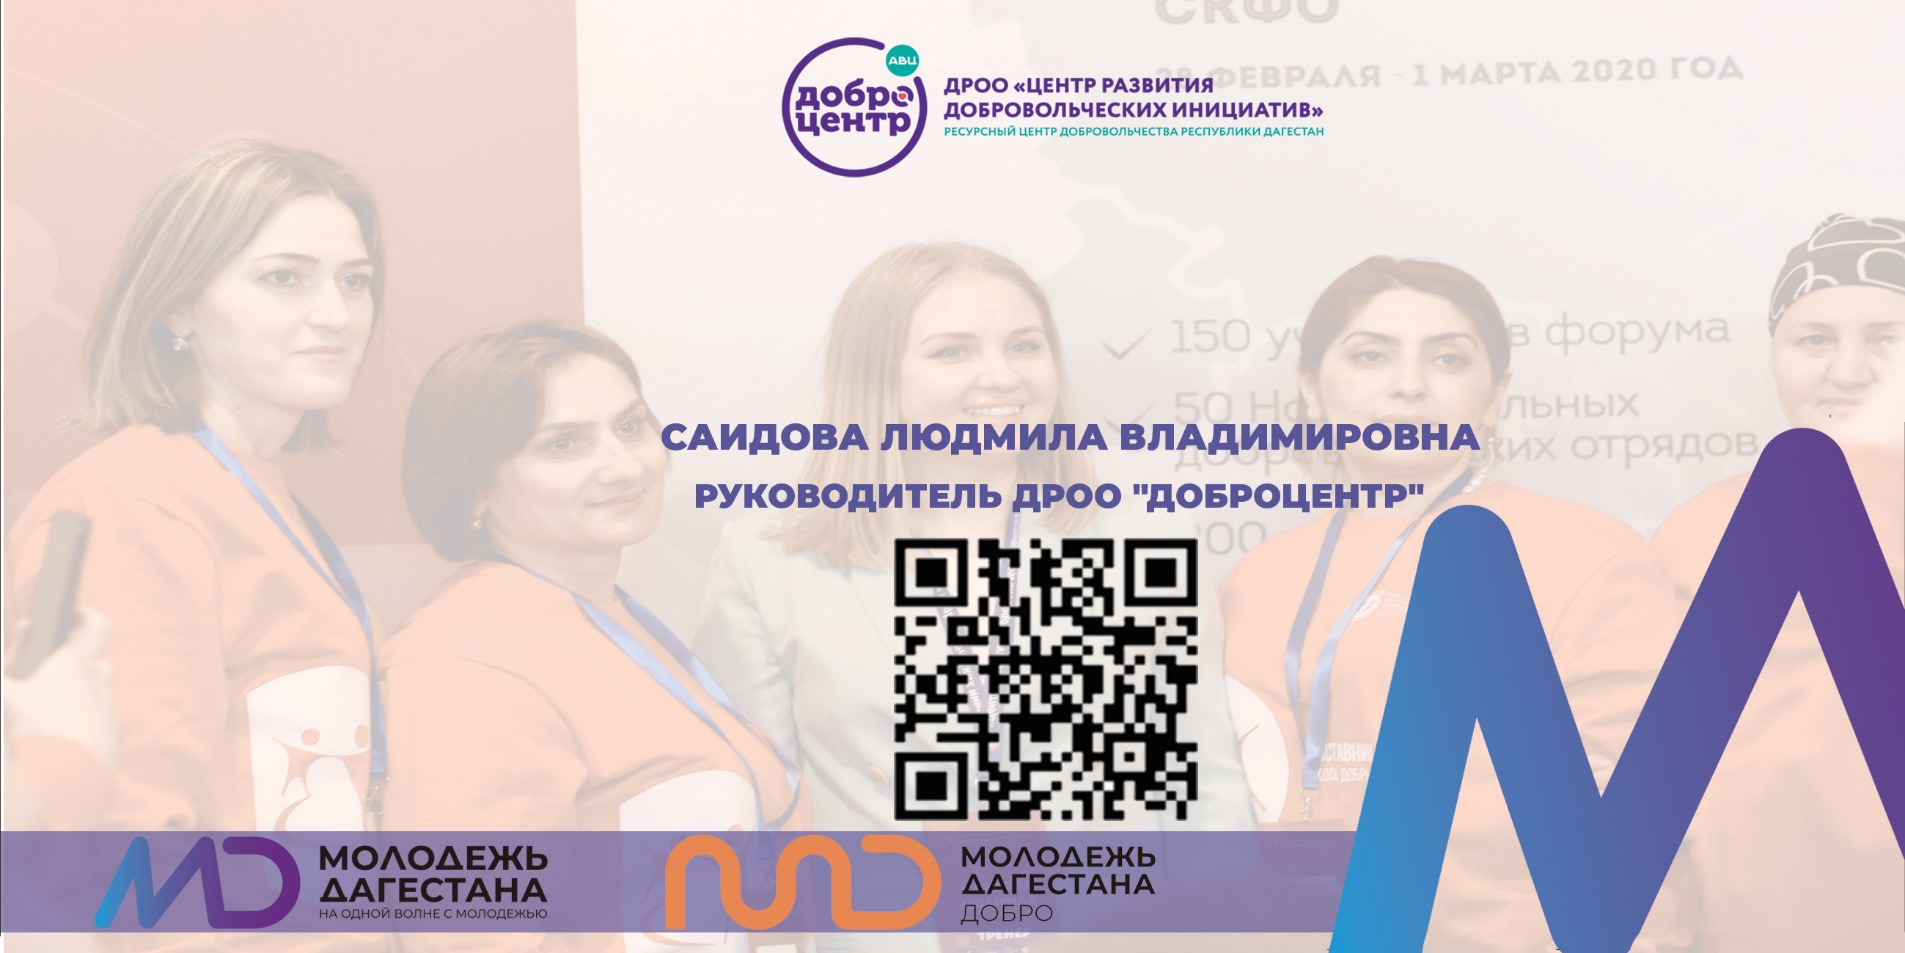 СКФО
28 ФЕВРАЛЯ - 1 МАРТА 2020 ГОД
АВЦ
добро
центр
ДРОО «ЦЕНТР РАЗВИТИЯ
ДОБРОВОЛЬЧЕСКИХ ИНИЦИАТИВ»
РЕСУРСНЫЙ ЦЕНТР ДОБРОВОЛЬЧЕСТВА РЕСПУБЛИКИ ДАГЕСТАН
150 форума
50
отрядов
САИДОВА ЛЮДМИЛА ВЛАДИМИРОВНА
РУКОВОДИТЕЛЬ ДРОО "ДОБРОЦЕНТР"
МОЛОДЕЖЬ
ДАГЕСТАНА
НА ОДНОЙ ВОЛНЕ С МОЛОДЕЖЬЮ
МОЛОДЕЖЬ
ДАГЕСТАНА
ДОБРО
ТРЕНЕР